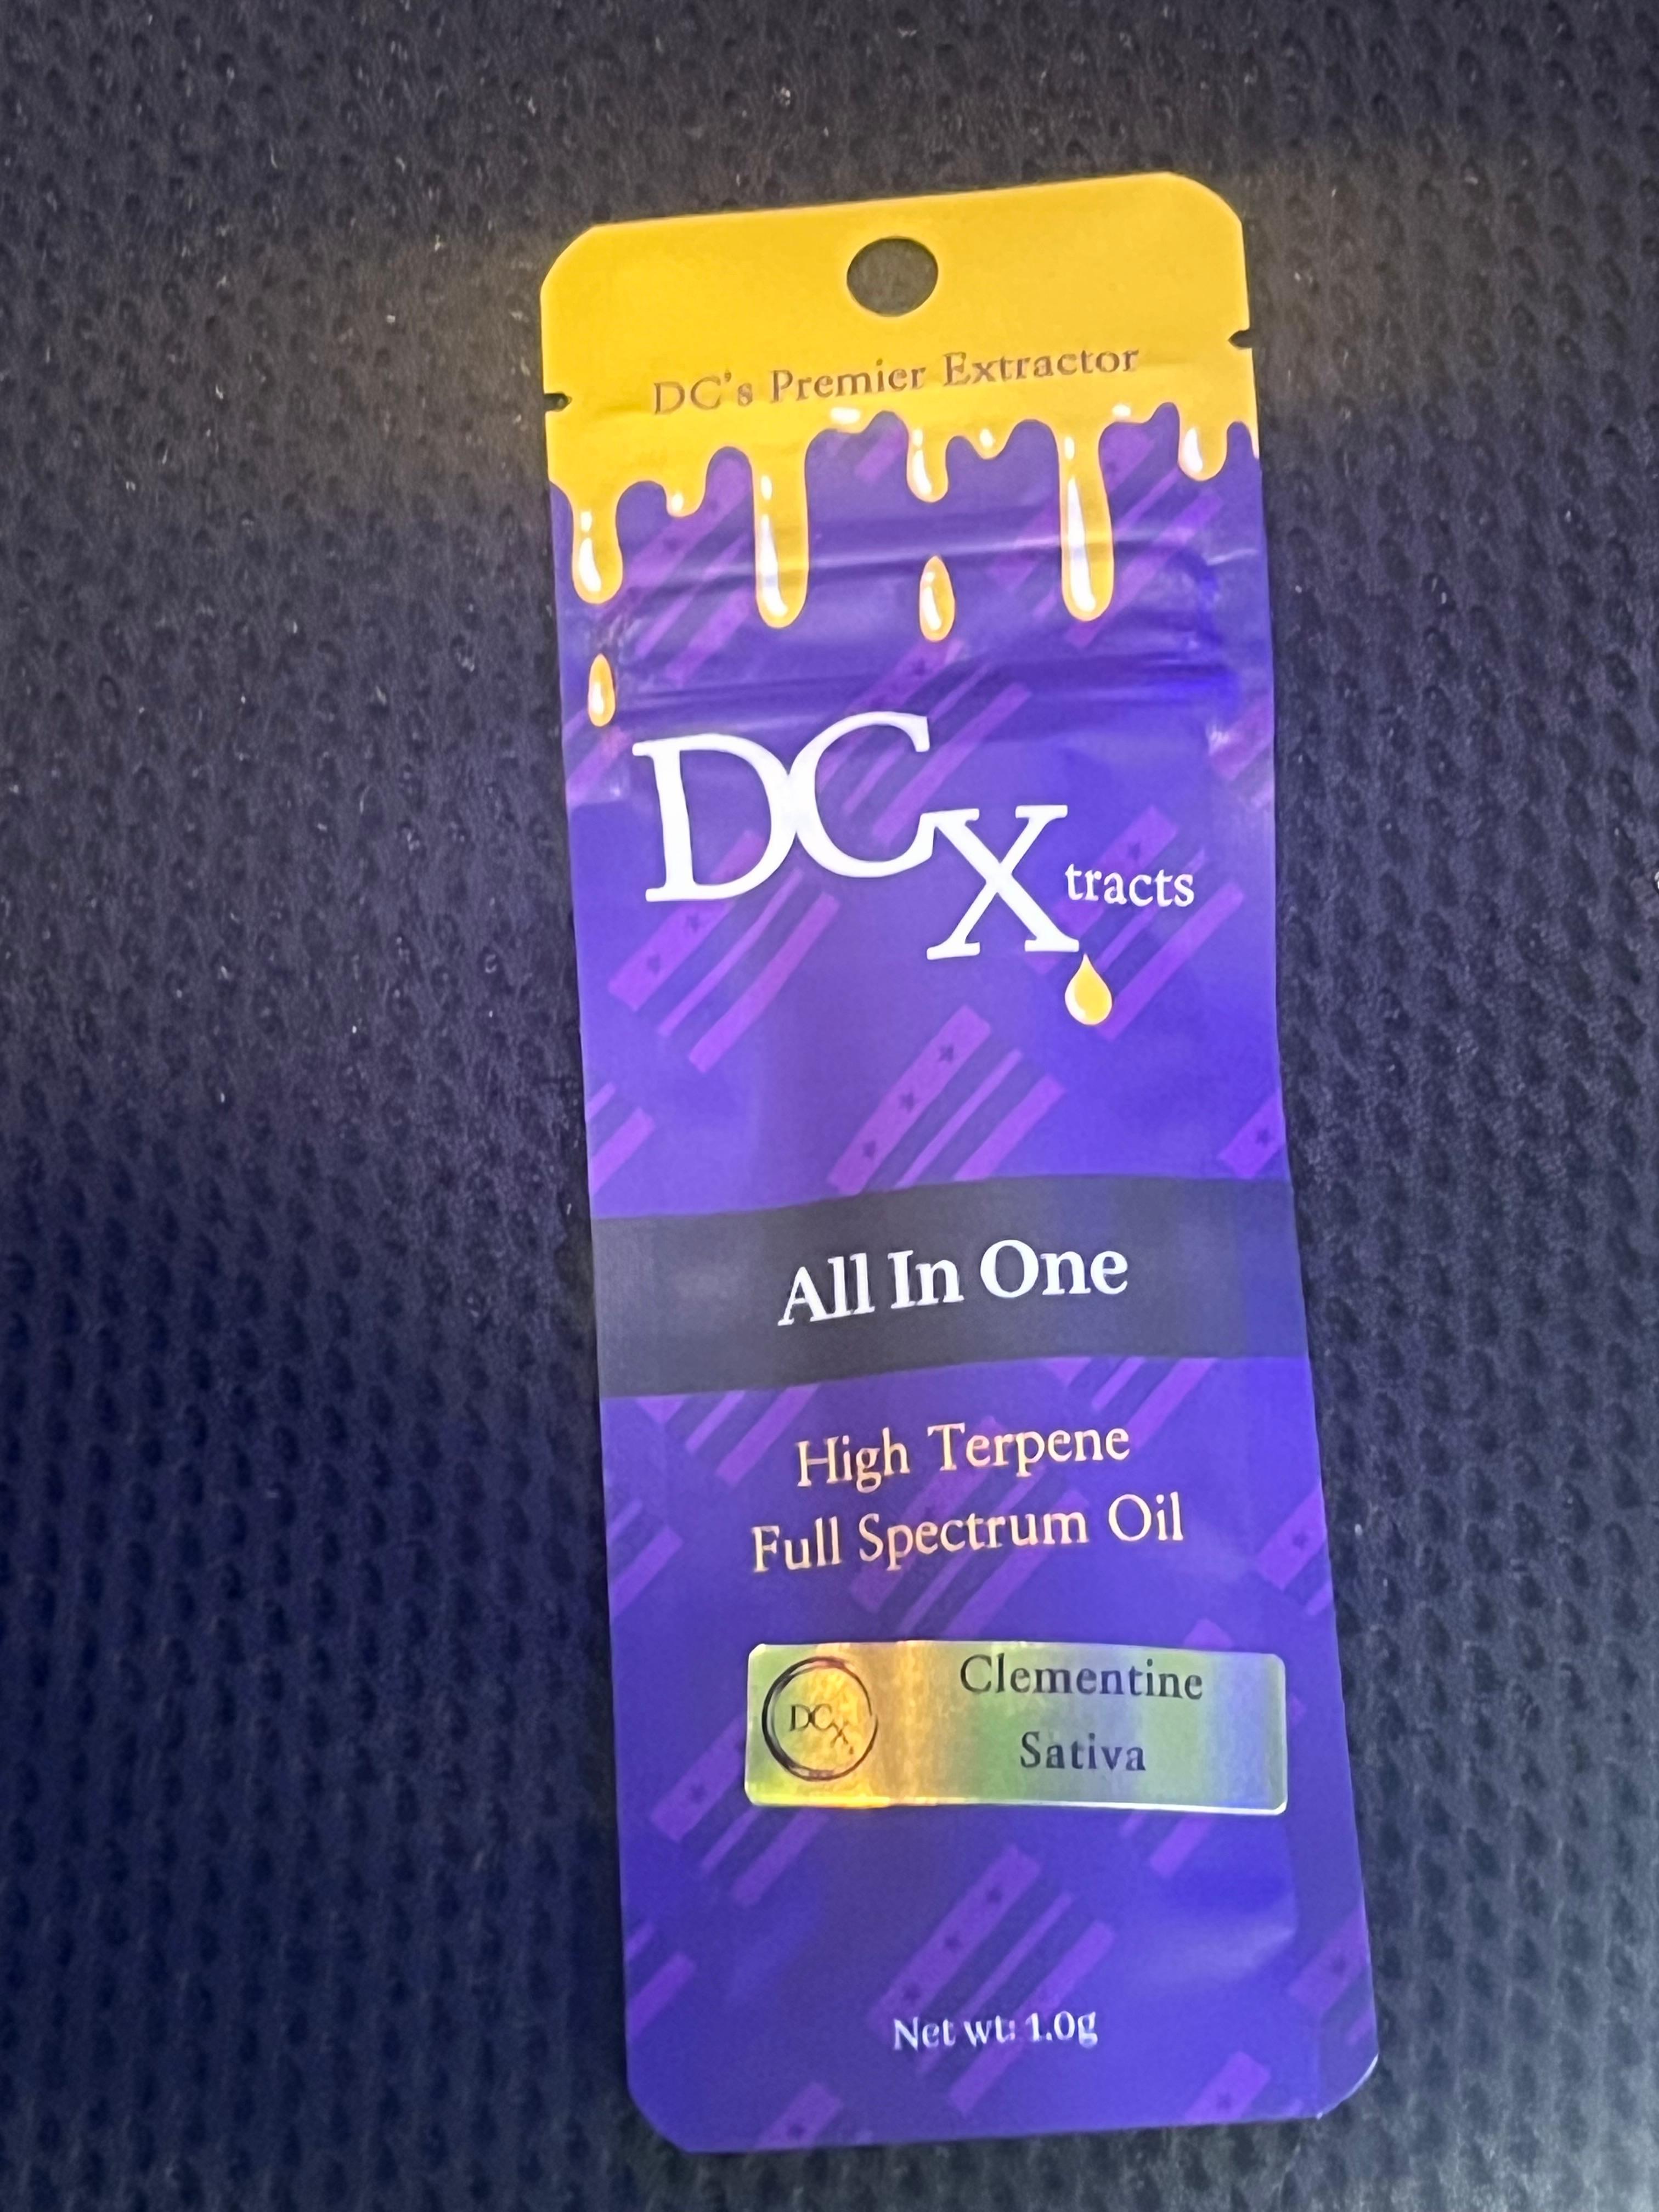 DC's Premier Extractor
DCX tracts
All In One
High Terpene
Full Spectrum Oil
DCX
Clementine
Sativa
Net wt: 1.0g